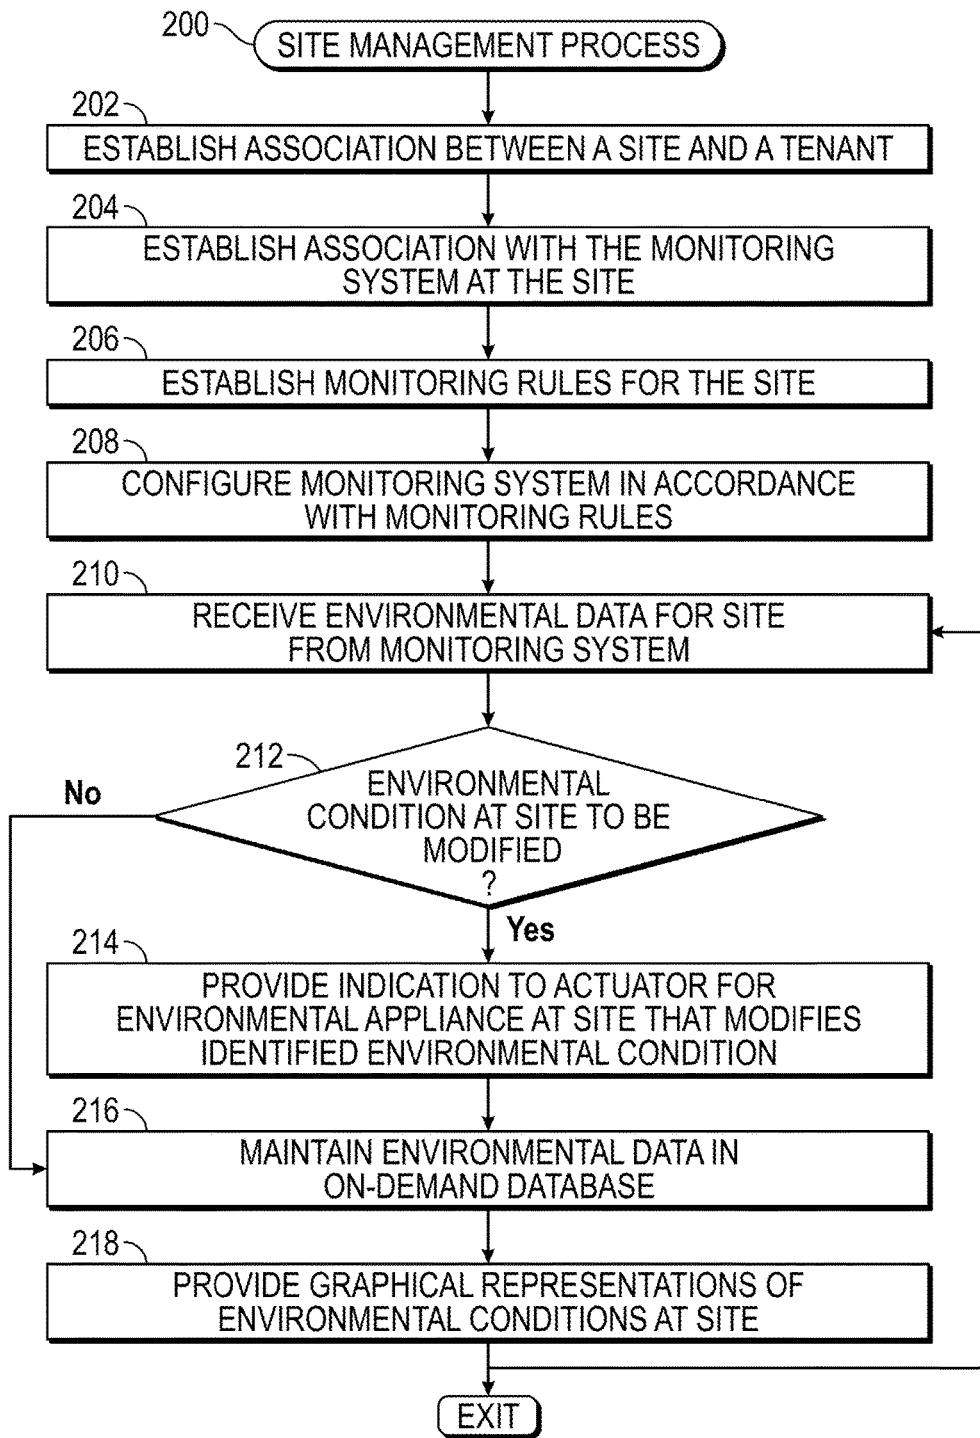 200
SITE MANAGEMENT PROCESS
202
ESTABLISH ASSOCIATION BETWEEN A SITE AND A TENANT
204
ESTABLISH ASSOCIATION WITH THE MONITORING
SYSTEM AT THE SITE
206
ESTABLISH MONITORING RULES FOR THE SITE
208
CONFIGURE MONITORING SYSTEM IN ACCORDANCE
WITH MONITORING RULES
210
RECEIVE ENVIRONMENTAL DATA FOR SITE
FROM MONITORING SYSTEM
212
ENVIRONMENTAL
CONDITION AT SITE TO BE
MODIFIED
?
No
Yes
214
PROVIDE INDICATION TO ACTUATOR FOR
ENVIRONMENTAL APPLIANCE AT SITE THAT MODIFIES
IDENTIFIED ENVIRONMENTAL CONDITION
216
MAINTAIN ENVIRONMENTAL DATA IN
ON-DEMAND DATABASE
218
PROVIDE GRAPHICAL REPRESENTATIONS OF
ENVIRONMENTAL CONDITIONS AT SITE
EXIT